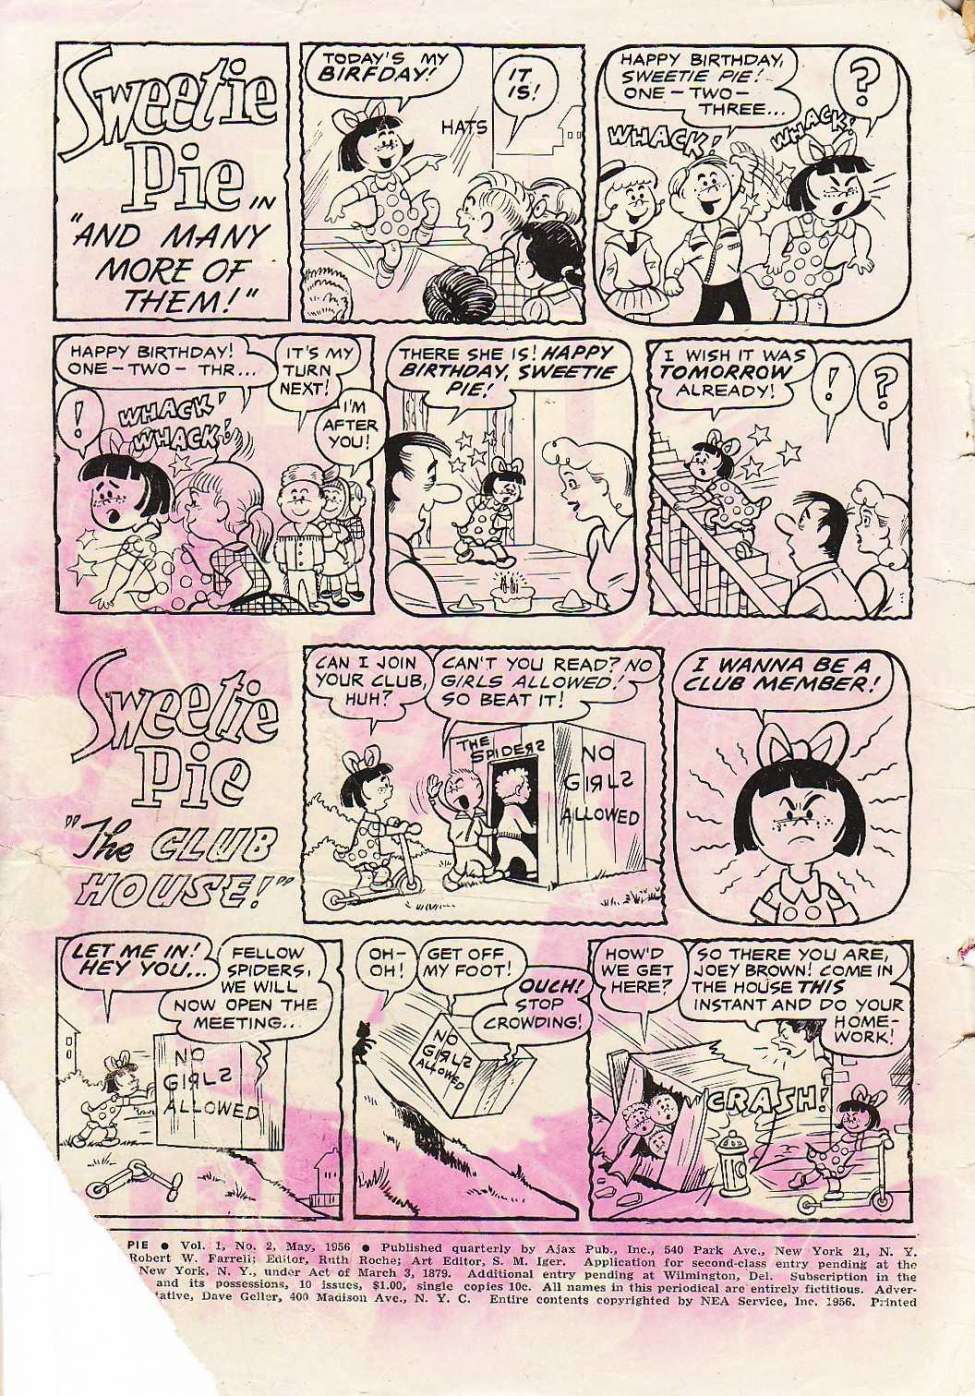 Sweetie
Pie IN
"AND MANY
MORE OF
THEM!"
TODAY'S MY
BIRFDAY!
IT
IS!
HATS
HAPPY BIRTHDAY,
SWEETIE PIE!
ONE-TWO-
THREE...
?
WHACK!
WHACK!
HAPPY BIRTHDAY!
ONE-TWO- THR...
IT'S MY
TURN
NEXT!
I'M
AFTER
YOU!
!
WHACK!
WHACK!
THERE SHE IS! HAPPY
BIRTHDAY, SWEETIE
PIE!
I WISH IT WAS
TOMORROW
ALREADY!
!
?
Sweetie
Pie
"The CLUB
HOUSE!"
CAN I JOIN
YOUR CLUB,
HUH?
CAN'T YOU READ? NO
GIRLS ALLOWED!
SO BEAT IT!
THE
SPIDERS
NO
GIRLS
ALLOWED
I WANNA BE A
CLUB MEMBER!
LET ME IN!
HEY YOU...
FELLOW
SPIDERS,
WE WILL
NOW OPEN THE
MEETING...
NO
GIRLS
ALLOWED
OH-
OH!
GET OFF
MY FOOT!
OUCH!
STOP
CROWDING!
NO
GIRLS
ALLOWED
HOW'D
WE GET
HERE?
SO THERE YOU ARE,
JOEY BROWN! COME IN
THE HOUSE THIS
INSTANT AND DO YOUR
HOME-
WORK!
CRASH!
PIE ● Vol. 1, No. 2, May, 1956 ● Published quarterly by Ajax Pub., Inc., 540 Park Ave., New York 21, N. Y.
Robert W. Farrell; Editor, Ruth Roche; Art Editor, S. M. Iger. Application for second-class entry pending at the
New York, N. Y., under Act of March 3, 1879. Additional entry pending at Wilmington, Del. Subscription in the
and its possessions, 10 issues, $1.00, single copies 10c. All names in this periodical are entirely fictitious. Adver-
tative, Dave Geller, 400 Madison Ave., N. Y. C. Entire contents copyrighted by NEA Service, Inc. 1956. Printed